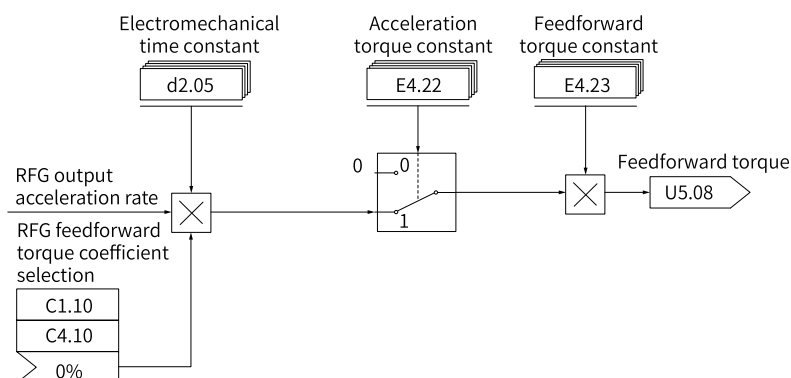 Electromechanical
time constant
d2.05
Acceleration
torque constant
E4.22
Feedforward
torque constant
E4.23
0
0
1
Feedforward torque
U5.08
RFG output
acceleration rate
RFG feedforward
torque coefficient
selection
C1.10
C4.10
0%